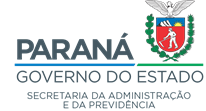 PARANÁ
GOVERNO DO ESTADO
SECRETARIA DA ADMINISTRAÇÃO
E DA PREVIDÊNCIA